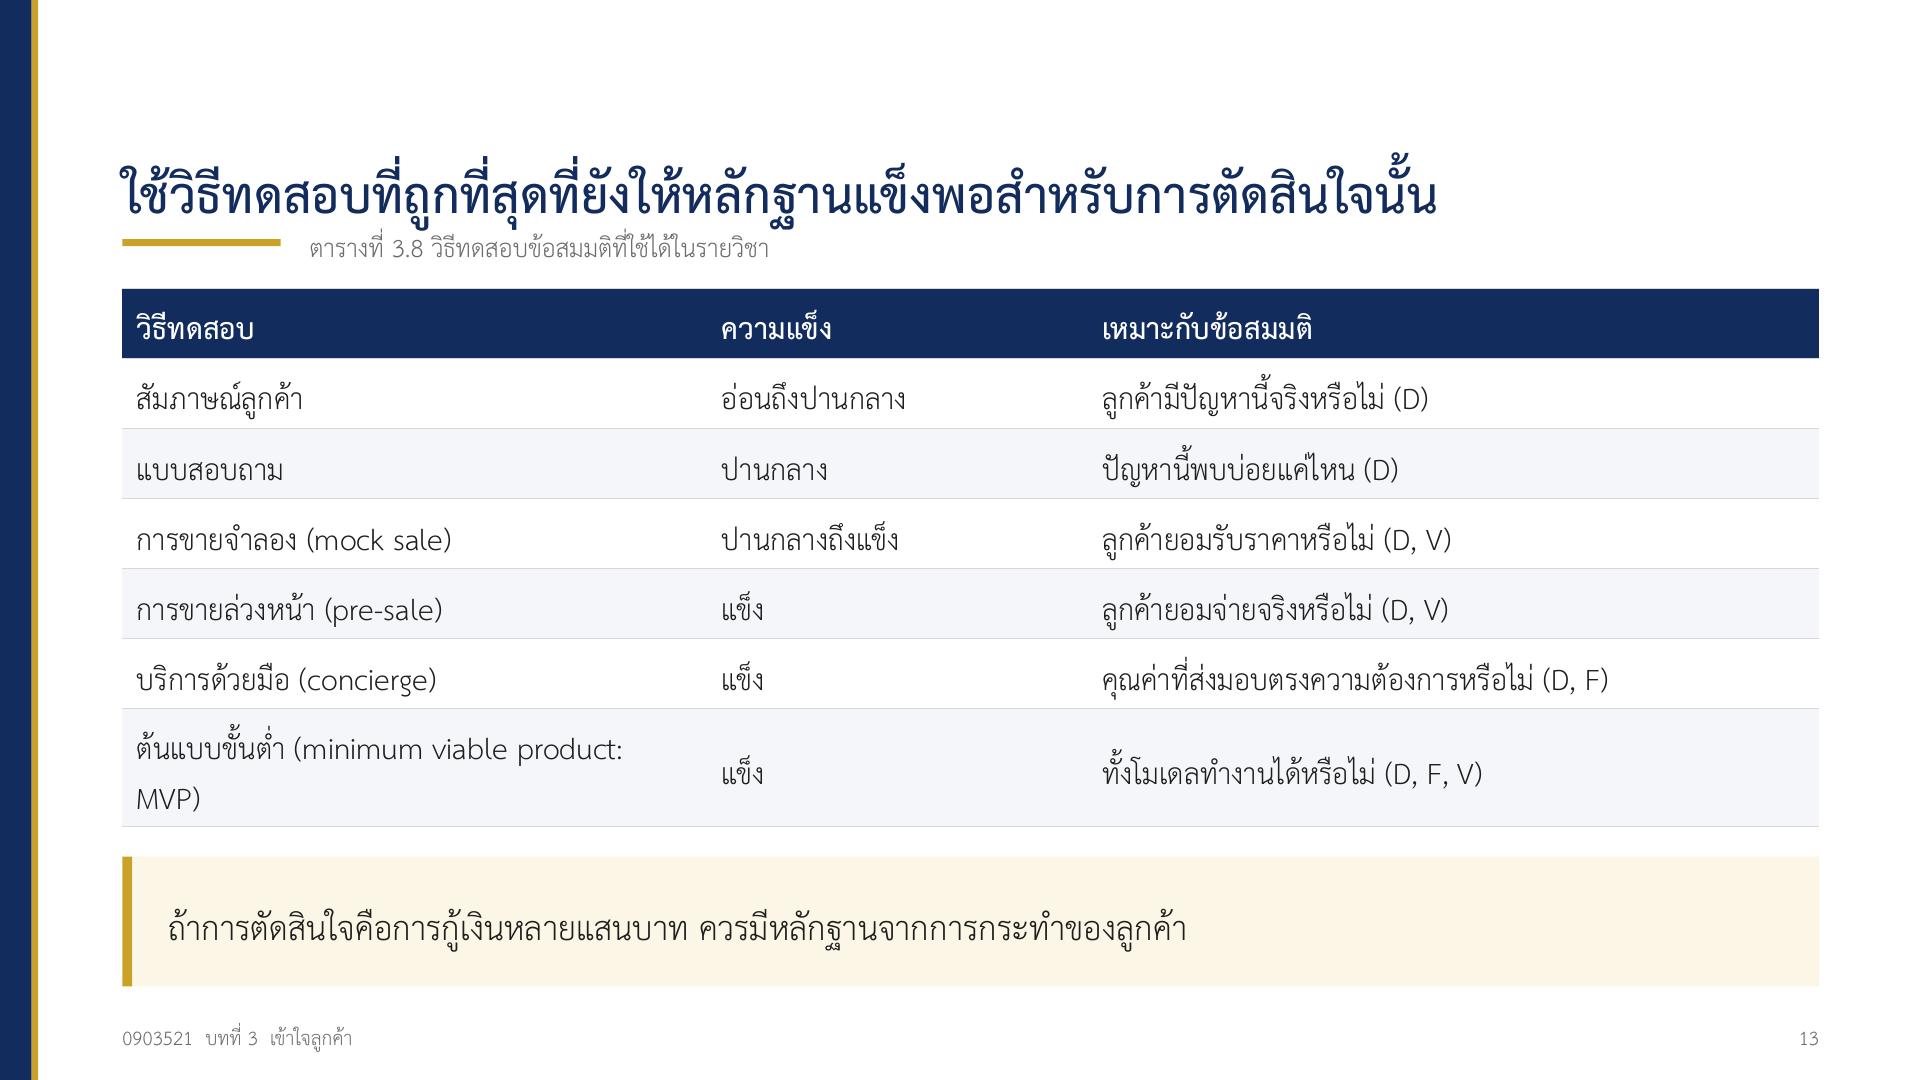 ใช้วิธีทดสอบที่ถูกที่สุดที่ยังให้หลักฐานแข็งพอสำหรับการตัดสินใจนั้น
ตารางที่ 3.8 วิธีทดสอบข้อสมมติที่ใช้ได้ในรายวิชา
วิธีทดสอบ ความแข็ง เหมาะกับข้อสมมติ
สัมภาษณ์ลูกค้า อ่อนถึงปานกลาง ลูกค้ามีปัญหานี้จริงหรือไม่ (D)
แบบสอบถาม ปานกลาง ปัญหานี้พบบ่อยแค่ไหน (D)
การขายจำลอง (mock sale) ปานกลางถึงแข็ง ลูกค้ายอมรับราคาหรือไม่ (D, V)
การขายล่วงหน้า (pre-sale) แข็ง ลูกค้ายอมจ่ายจริงหรือไม่ (D, V)
บริการด้วยมือ (concierge) แข็ง คุณค่าที่ส่งมอบตรงความต้องการหรือไม่ (D, F)
ต้นแบบขั้นต่ำ (minimum viable product:
MVP) แข็ง ทั้งโมเดลทำงานได้หรือไม่ (D, F, V)
ถ้าการตัดสินใจคือการกู้เงินหลายแสนบาท ควรมีหลักฐานจากการกระทำของลูกค้า
0903521 บทที่ 3 เข้าใจลูกค้า 13